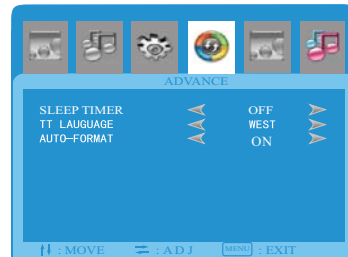 ADVANCE
SLEEP TIMER OFF
TT LAUGUAGE WEST
AUTO-FORMAT ON
: MOVE : ADJ MENU : EXIT